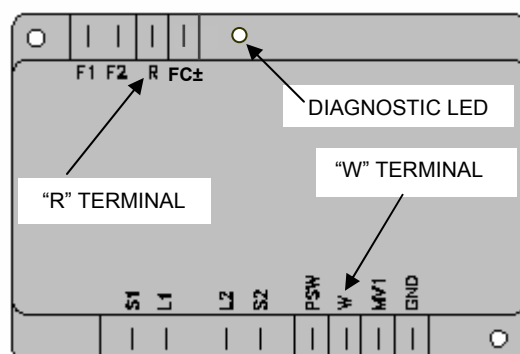 F1 F2 R FC±
DIAGNOSTIC LED
“W” TERMINAL
“R” TERMINAL
S1 L1 L2 S2 PSW W MV1 GND